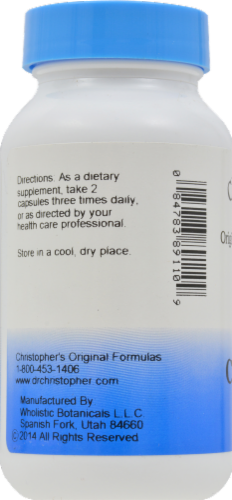 Directions: As a dietary
supplement, take 2
capsules three times daily,
or as directed by your
health care professional.
Store in a cool, dry place.
Christopher's Original Formulas
1-800-453-1406
www.drchristopher.com
Manufactured By
Wholistic Botanicals L.L.C.
Spanish Fork, Utah 84660
© 2014 All Rights Reserved
0 84783 89110 9
Orig